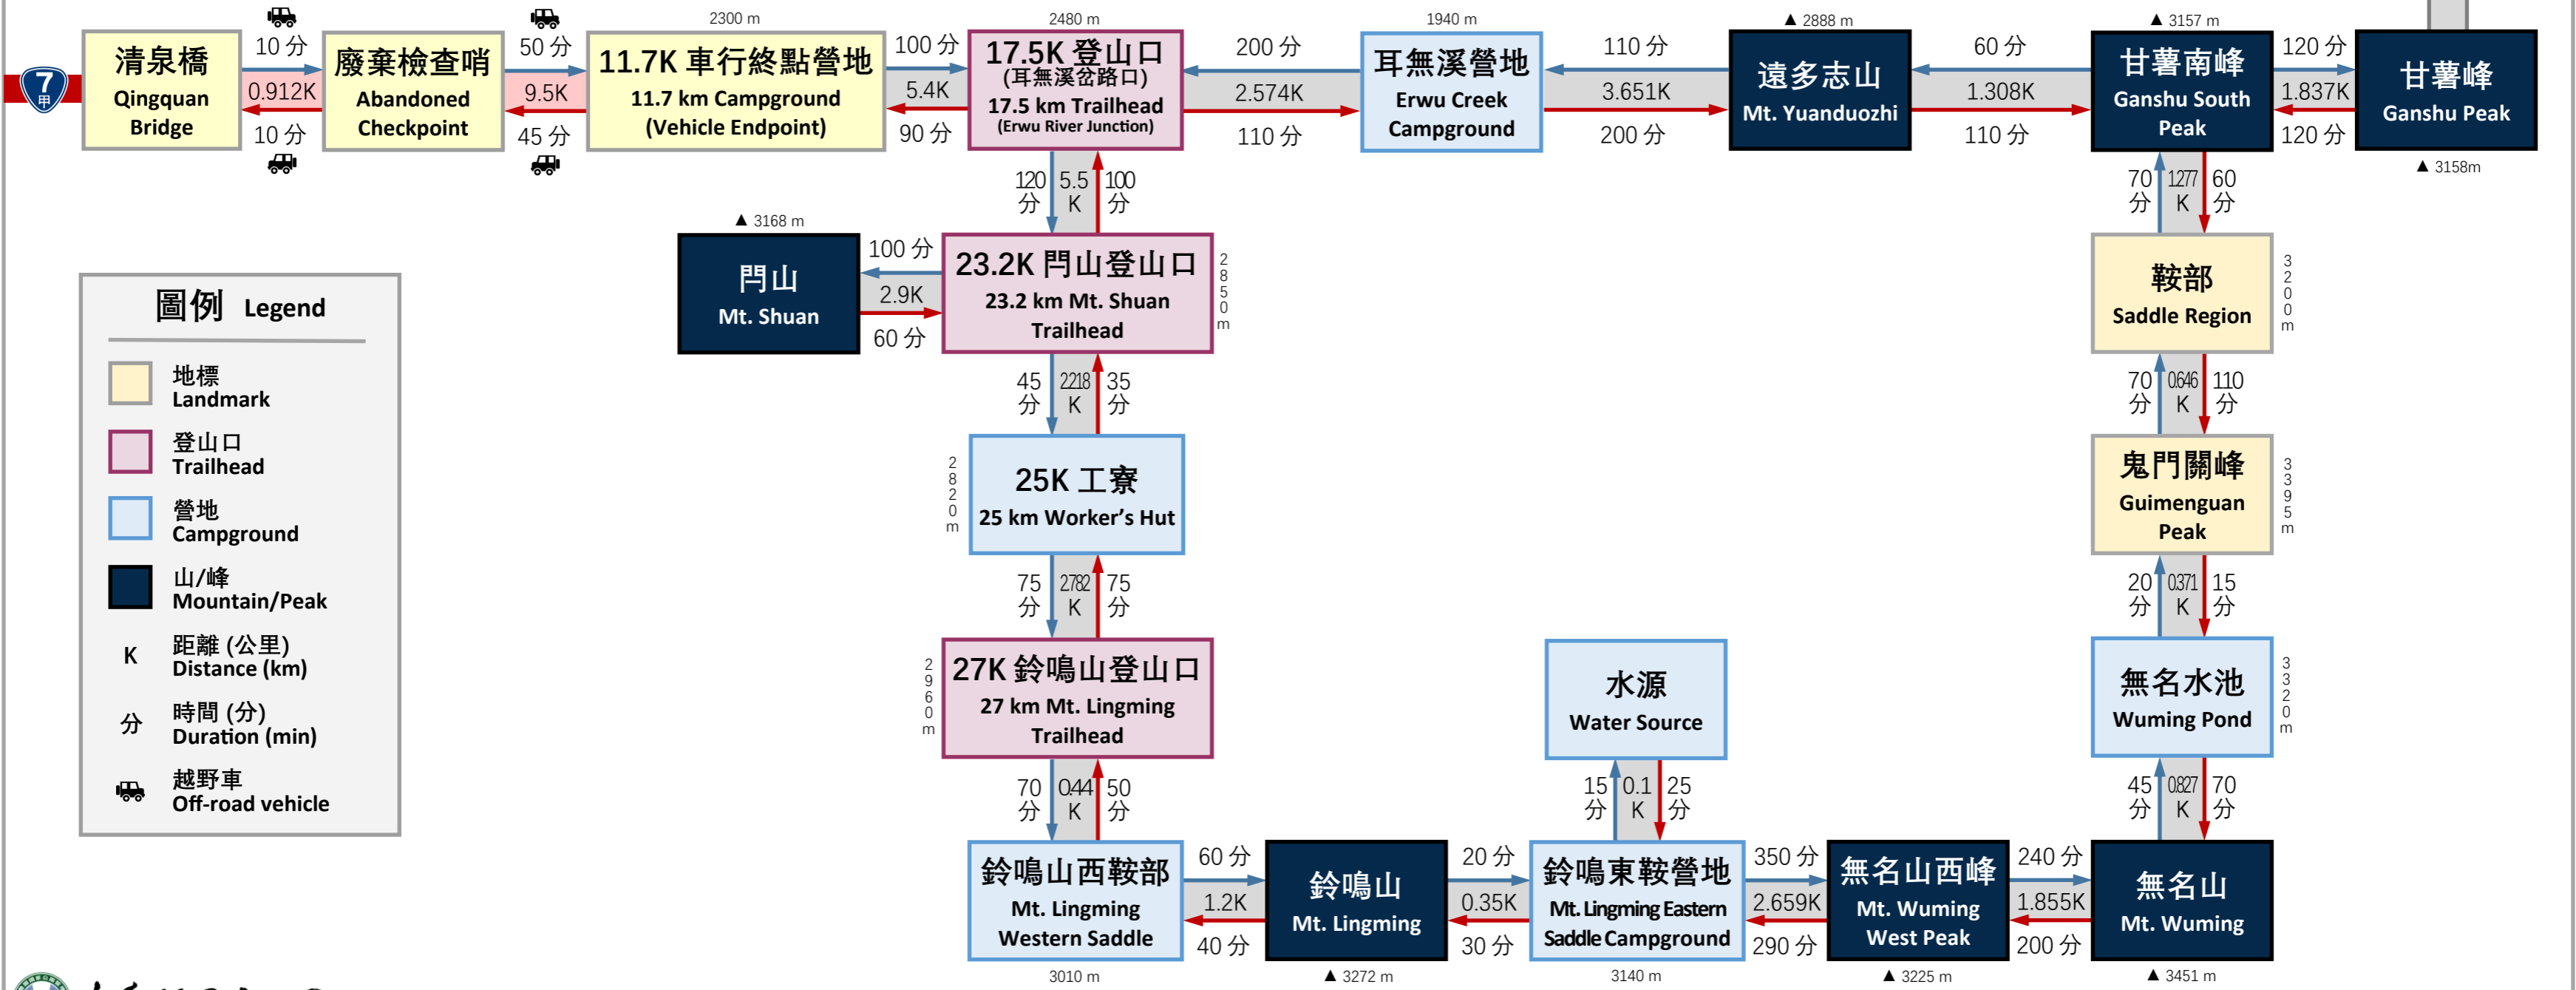 7
甲
清泉橋
Qingquan
Bridge
10 分
0.912K
10 分
廢棄檢查哨
Abandoned
Checkpoint
50 分
9.5K
45 分
2300 m
11.7K 車行終點營地
11.7 km Campground
(Vehicle Endpoint)
100 分
5.4K
90 分
2480 m
17.5K 登山口
(耳無溪岔路口)
17.5 km Trailhead
(Erwu River Junction)
200 分
2.574K
110 分
1940 m
耳無溪營地
Erwu Creek
Campground
110 分
3.651K
200 分
▲ 2888 m
遠多志山
Mt. Yuanduozhi
60 分
1.308K
110 分
▲ 3157 m
甘薯南峰
Ganshu South
Peak
120 分
1.837K
120 分
甘薯峰
Ganshu Peak
▲ 3158m
120
分
5.5
K
100
分
70
分
1.277
K
60
分
▲ 3168 m
閂山
Mt. Shuan
100 分
2.9K
60 分
23.2K 閂山登山口
23.2 km Mt. Shuan
Trailhead
2850m
鞍部
Saddle Region
3200m
圖例 Legend
地標
Landmark
登山口
Trailhead
營地
Campground
山/峰
Mountain/Peak
K
距離 (公里)
Distance (km)
分
時間 (分)
Duration (min)
越野車
Off-road vehicle
45
分
2.218
K
35
分
70
分
0.646
K
110
分
2820m
25K 工寮
25 km Worker’s Hut
鬼門關峰
Guimenguan
Peak
3395m
75
分
2.782
K
75
分
20
分
0.371
K
15
分
2960m
27K 鈴鳴山登山口
27 km Mt. Lingming
Trailhead
水源
Water Source
無名水池
Wuming Pond
3320m
70
分
0.44
K
50
分
15
分
0.1
K
25
分
45
分
0.827
K
70
分
鈴鳴山西鞍部
Mt. Lingming
Western Saddle
3010 m
60 分
1.2K
40 分
鈴鳴山
Mt. Lingming
▲ 3272 m
20 分
0.35K
30 分
鈴鳴東鞍營地
Mt. Lingming Eastern
Saddle Campground
3140 m
350 分
2.659K
290 分
無名山西峰
Mt. Wuming
West Peak
▲ 3225 m
240 分
1.855K
200 分
無名山
Mt. Wuming
▲ 3451 m